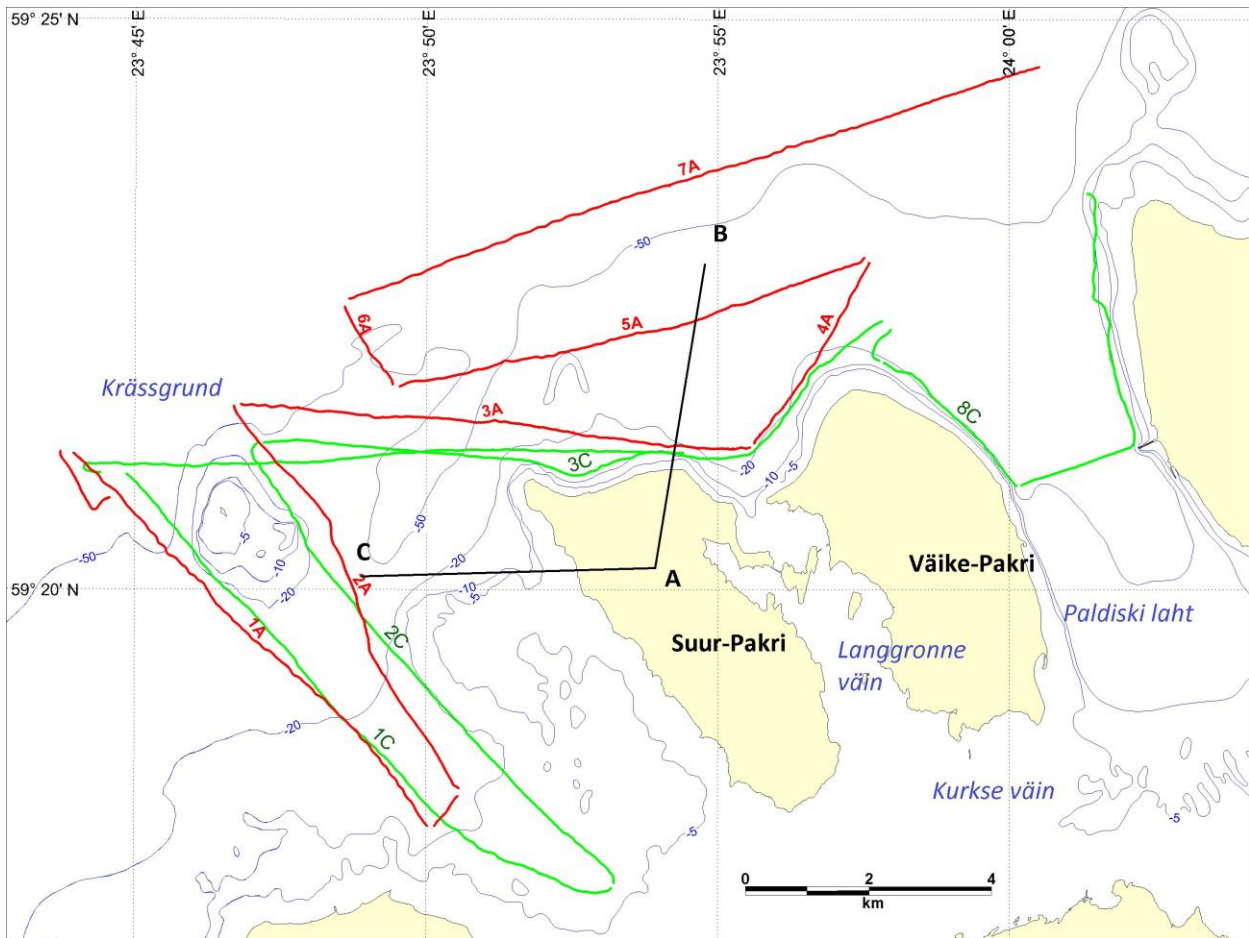 59° 25' N
23° 45' E
23° 50' E
23° 55' E
24° 00' E
7A
B
-50
6A
5A
4A
Krässgrund
3A
8C
3C
-20
-10
-5
-50
-5
-10
-20
-50
C
-20
-10
-5
2A
A
59° 20' N
Väike-Pakri
1A
2C
Paldiski laht
Suur-Pakri
Langgronne
väin
-20
1C
Kurkse väin
-5
-5
0 2 4
km